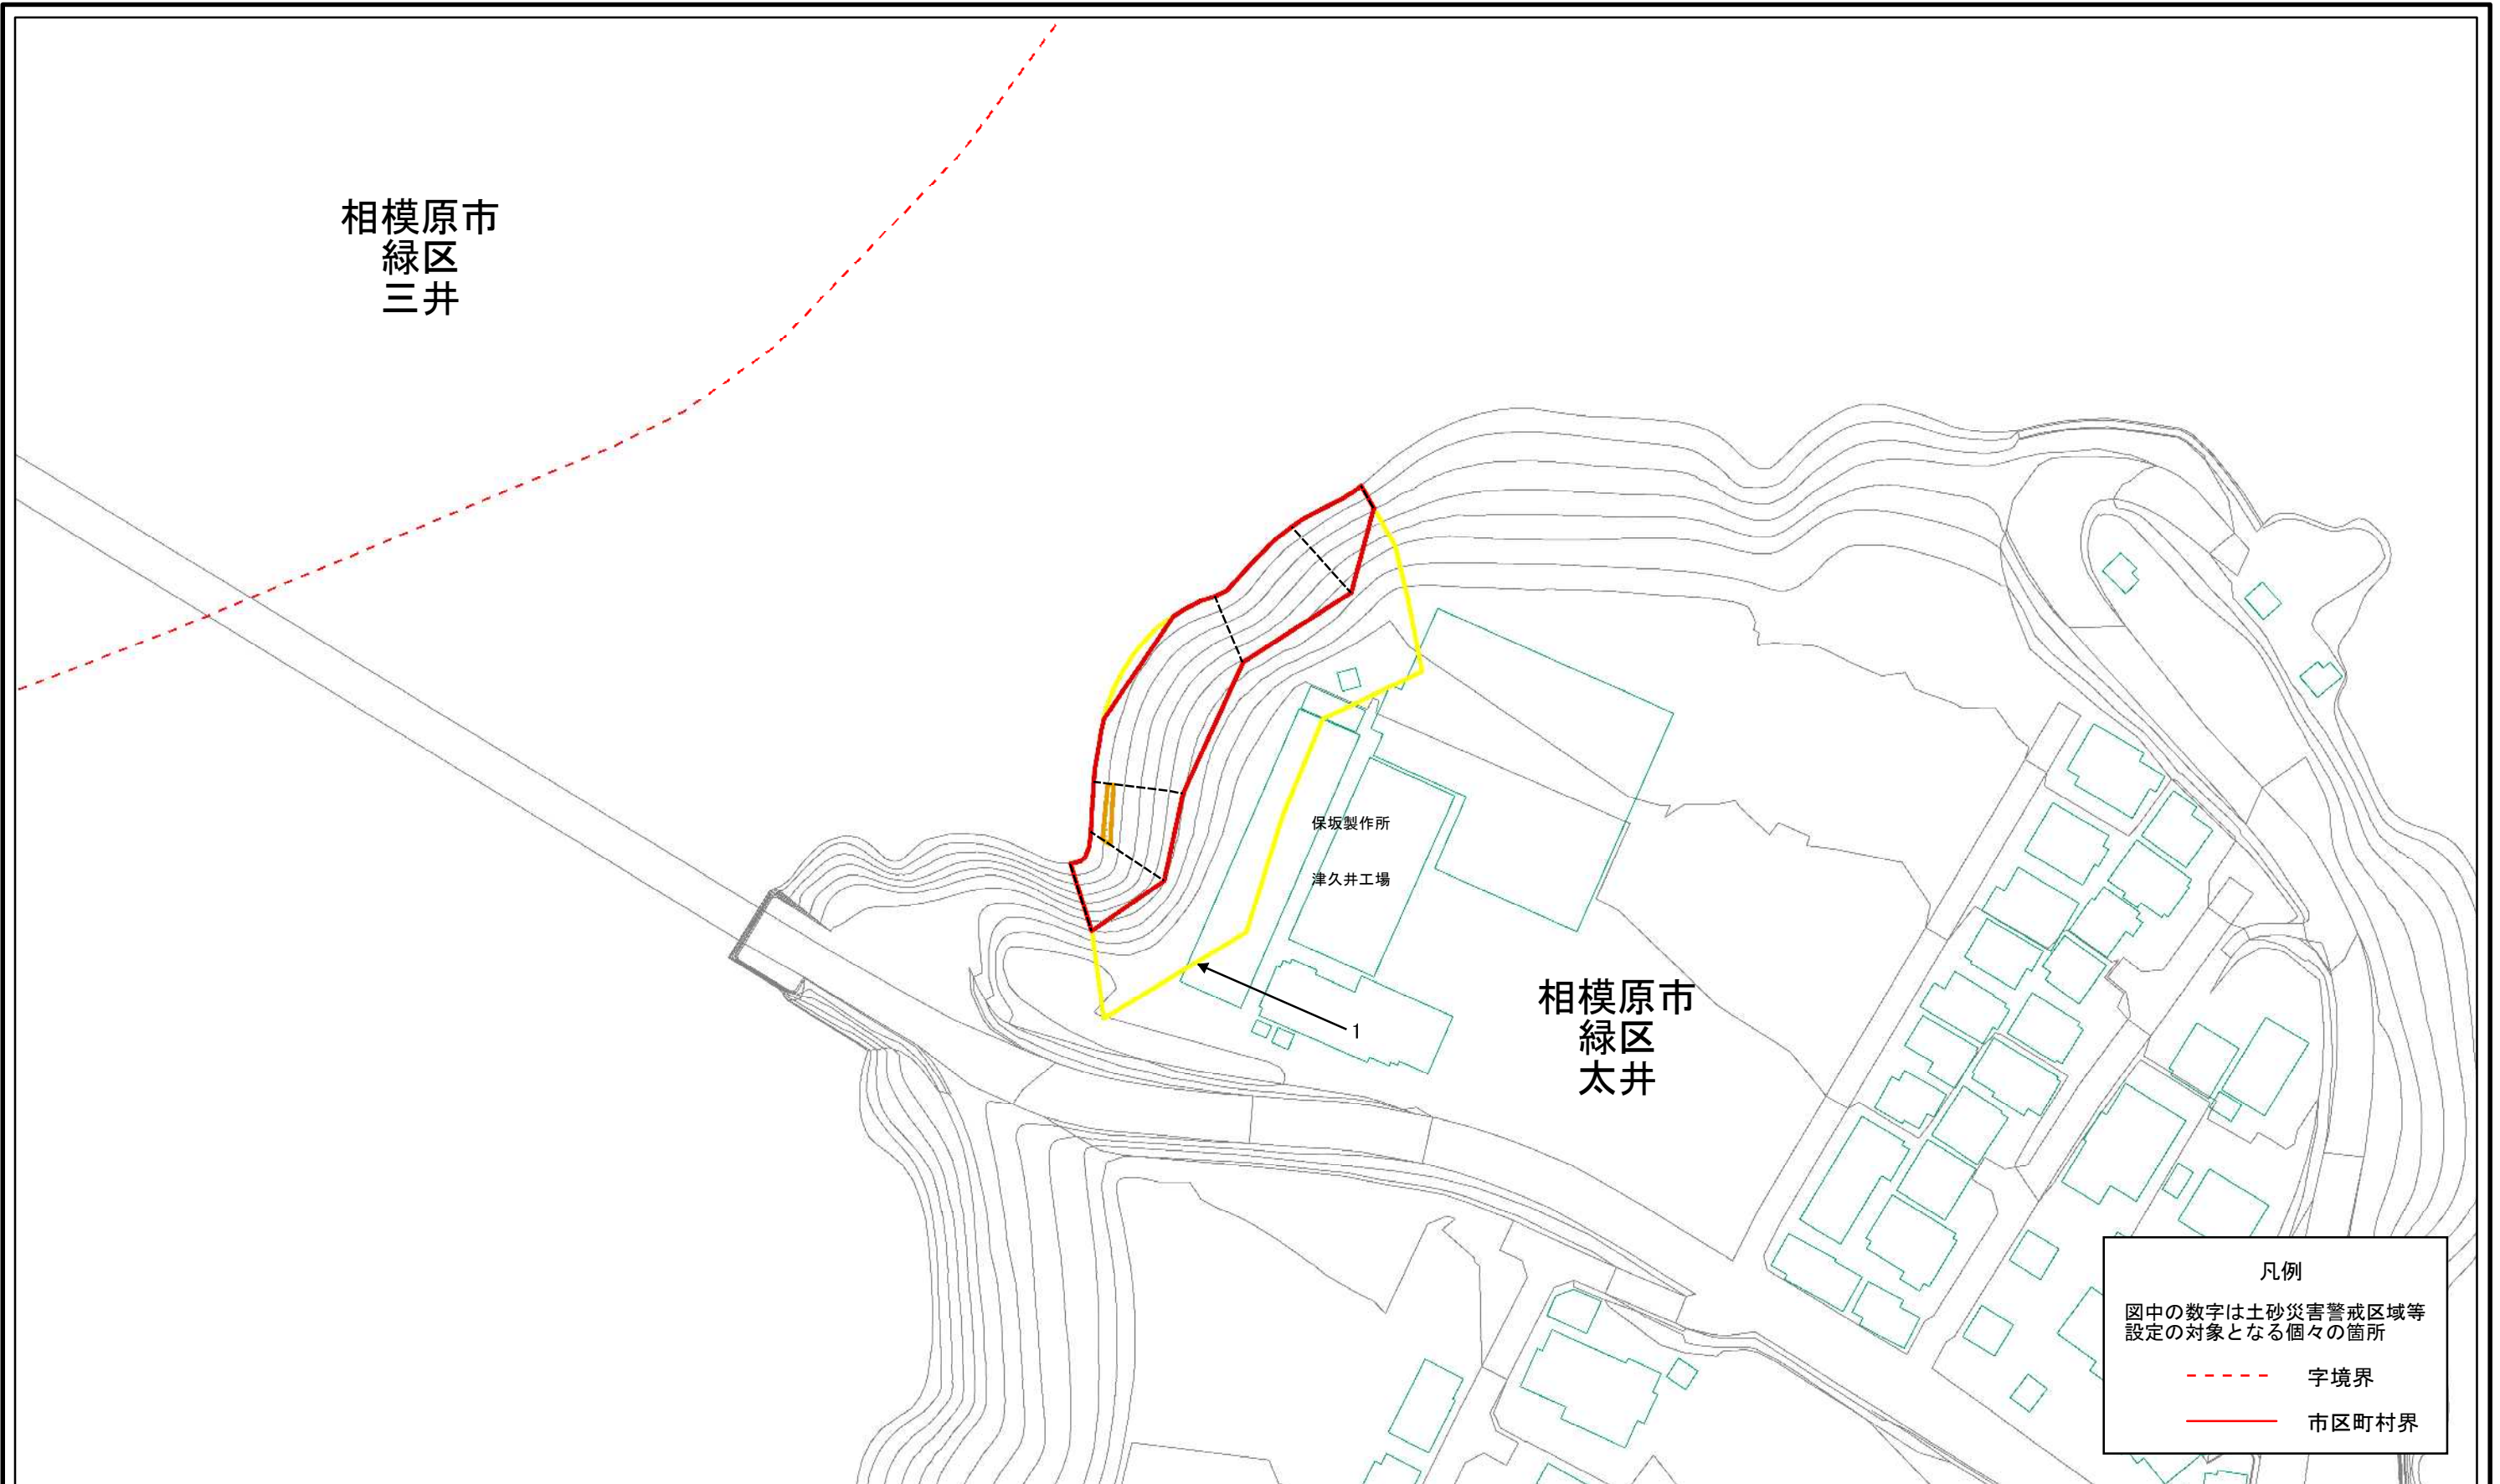 相模原市
緑区
三井
保坂製作所
津久井工場
1
相模原市
緑区
太井
凡例
図中の数字は土砂災害警戒区域等
設定の対象となる個々の箇所
字境界
市区町村界